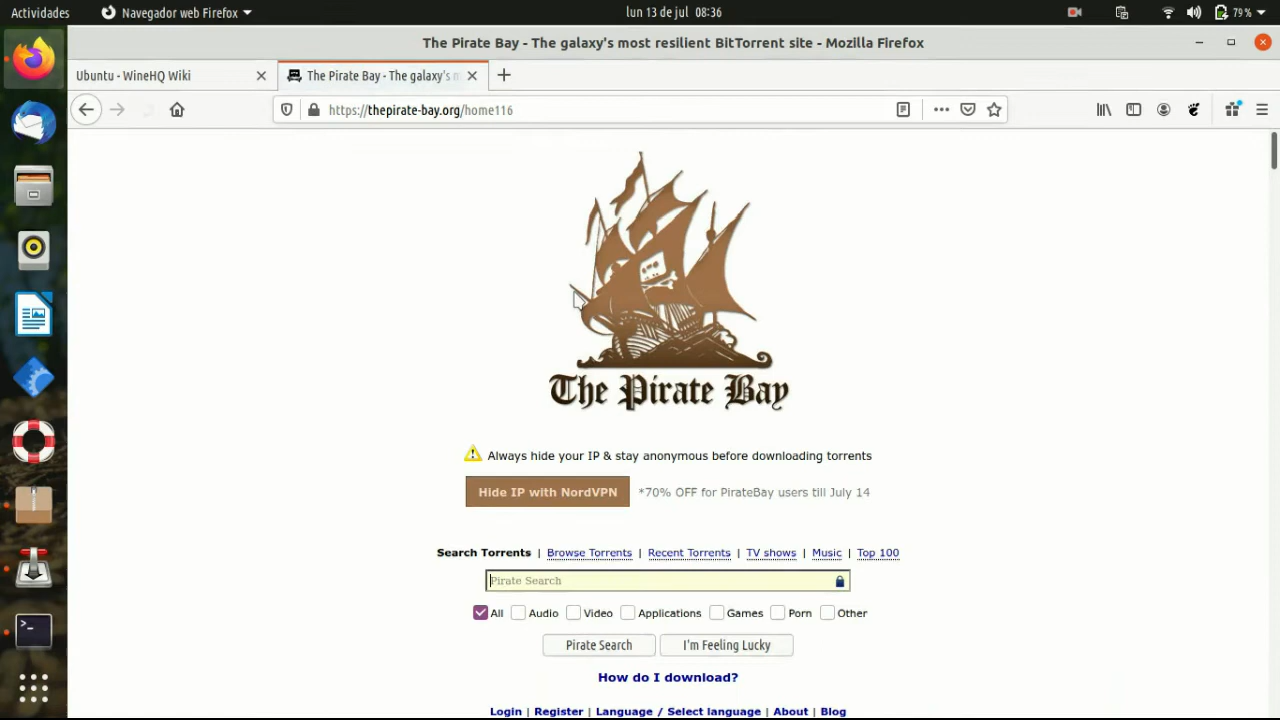 Actividades Navegador web Firefox lun 13 de jul 08:36 79%
The Pirate Bay - The galaxy's most resilient BitTorrent site - Mozilla Firefox
Ubuntu - WineHQ Wiki The Pirate Bay - The galaxy's m
https://thepirate-bay.org/home116
The Pirate Bay
Always hide your IP & stay anonymous before downloading torrents
Hide IP with NordVPN *70% OFF for PirateBay users till July 14
Search Torrents | Browse Torrents | Recent Torrents | TV shows | Music | Top 100
Pirate Search
All Audio Video Applications Games Porn Other
Pirate Search I'm Feeling Lucky
How do I download?
Login | Register | Language / Select language | About | Blog